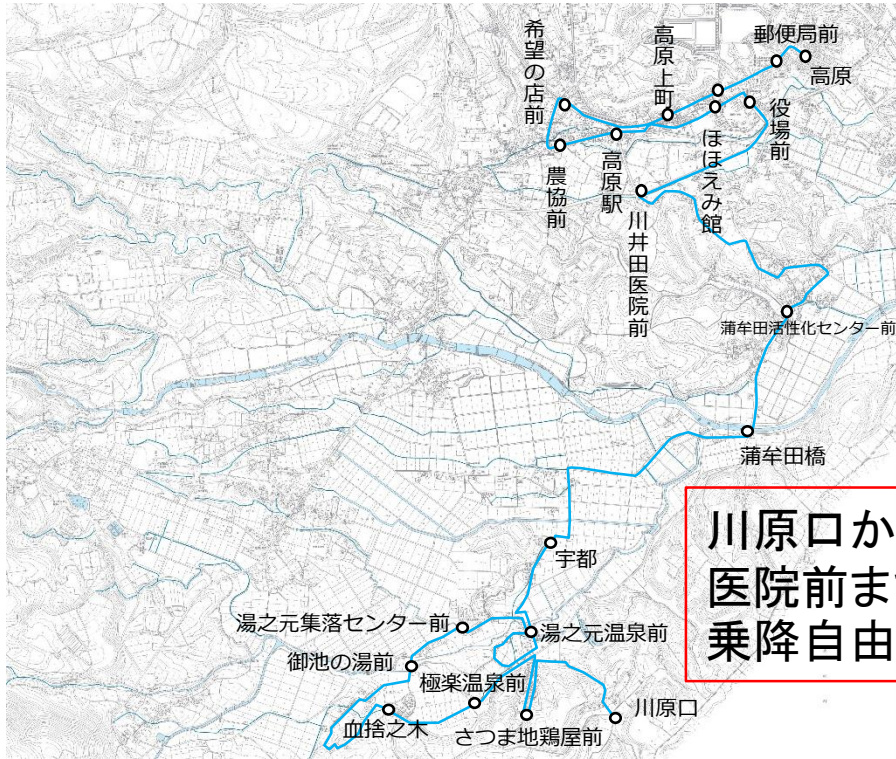 希望の店前
高原上町
郵便局前
高原
役場前
ほほえみ館
高原駅
農協前
川井田医院前
蒲牟田活性化センター前
蒲牟田橋
川原口か
医院前ま
乗降自由
宇都
湯之元集落センター前
湯之元温泉前
御池の湯前
極楽温泉前
血捨之木
さつま地鶏屋前
川原口